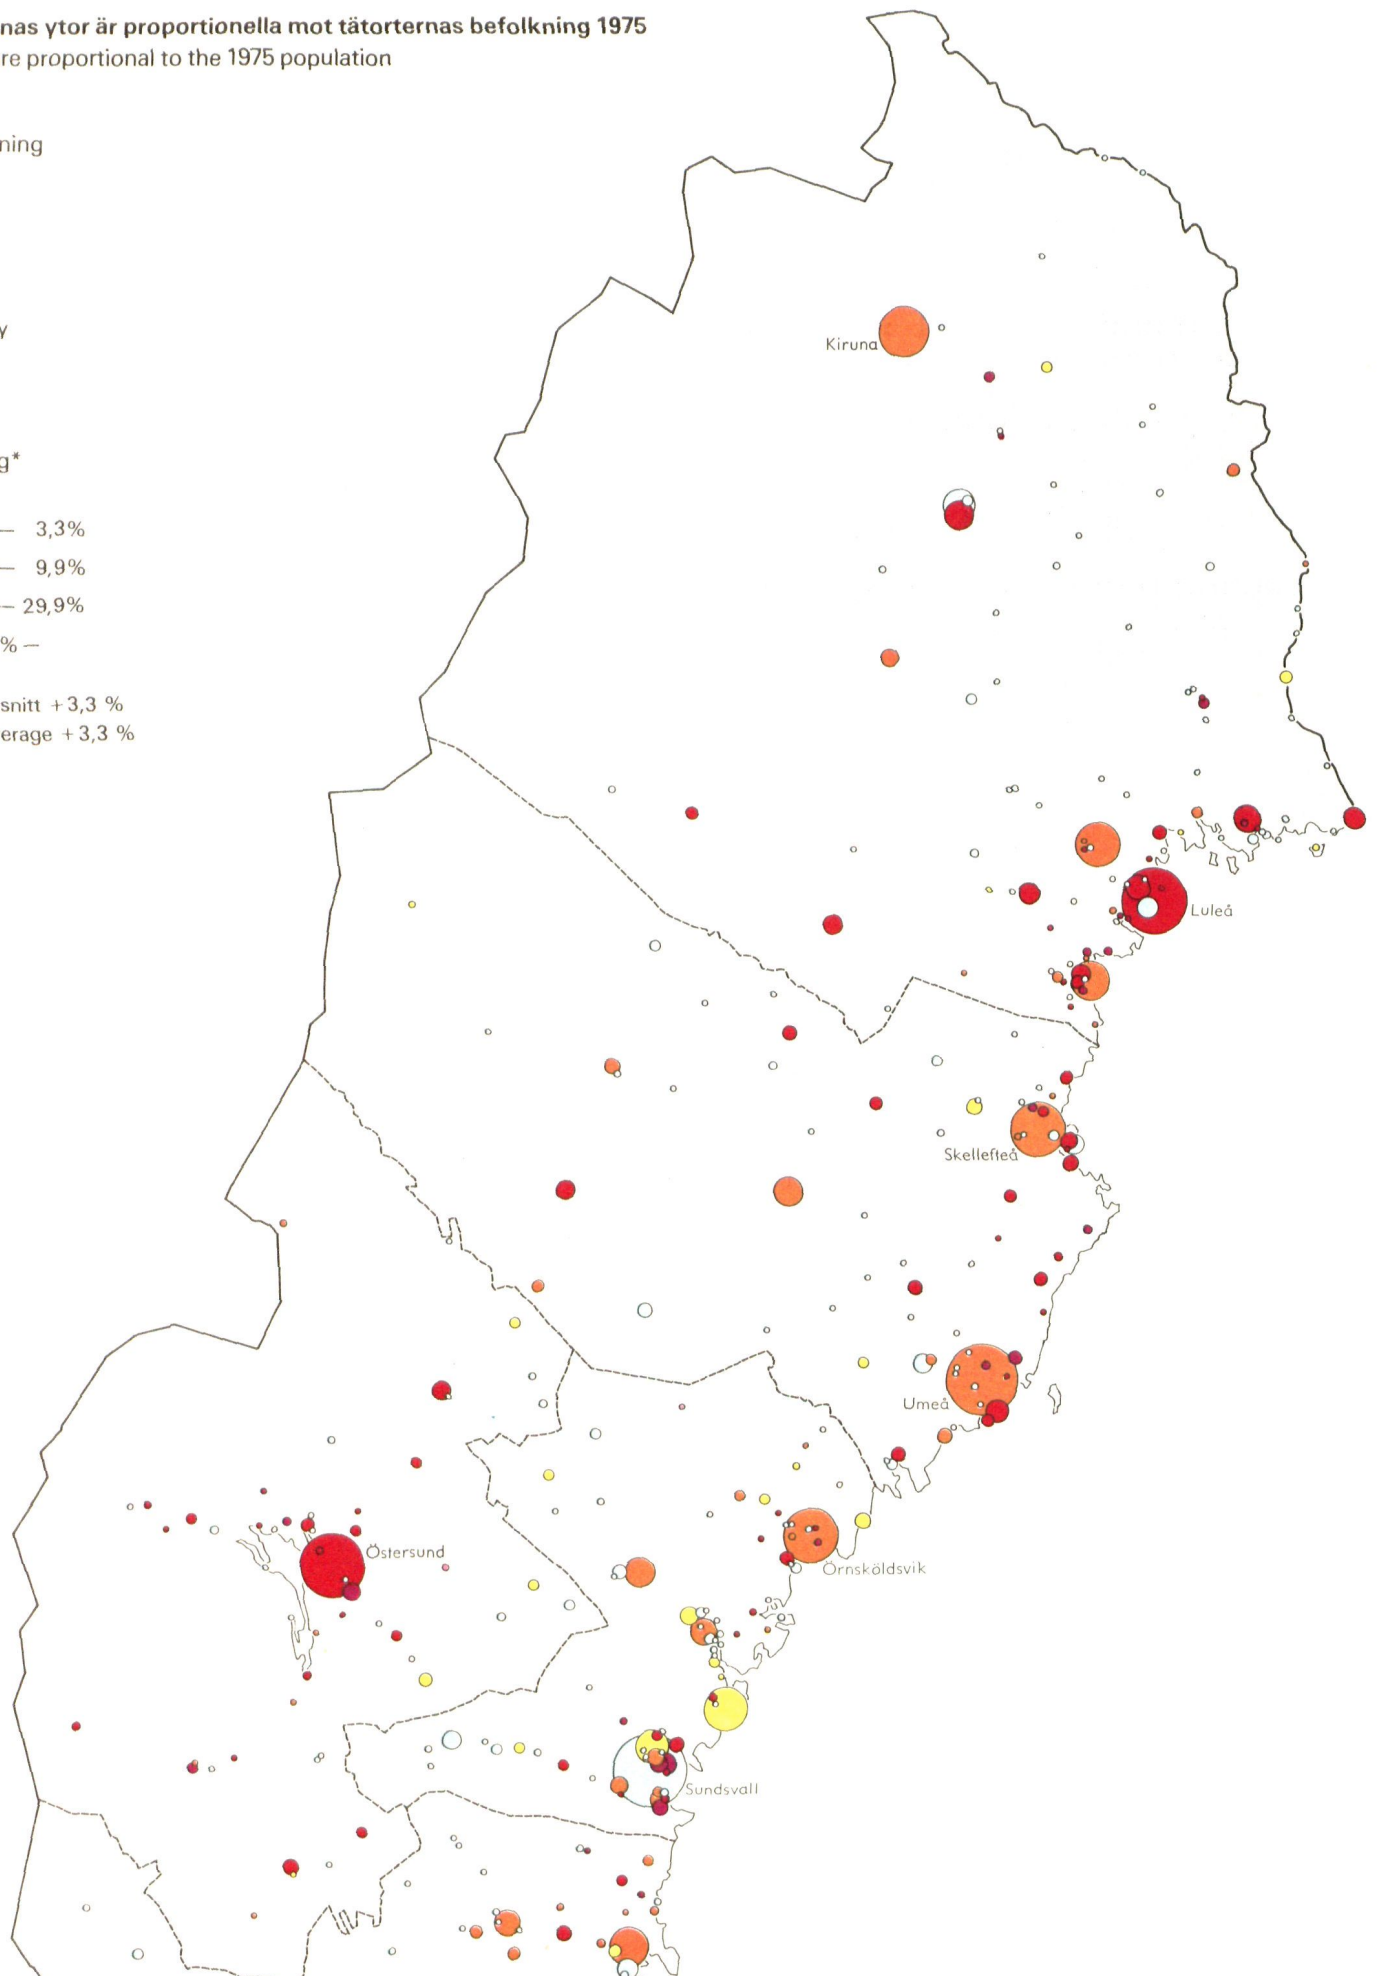 nas ytor är proportionella mot tätorternas befolkning 1975
re proportional to the 1975 population
ning
y
g*
— 3,3%
— 9,9%
— 29,9%
% —
snitt +3,3 %
erage +3,3 %
Kiruna
Luleå
Skellefteå
Umeå
Östersund
Örnsköldsvik
Sundsvall